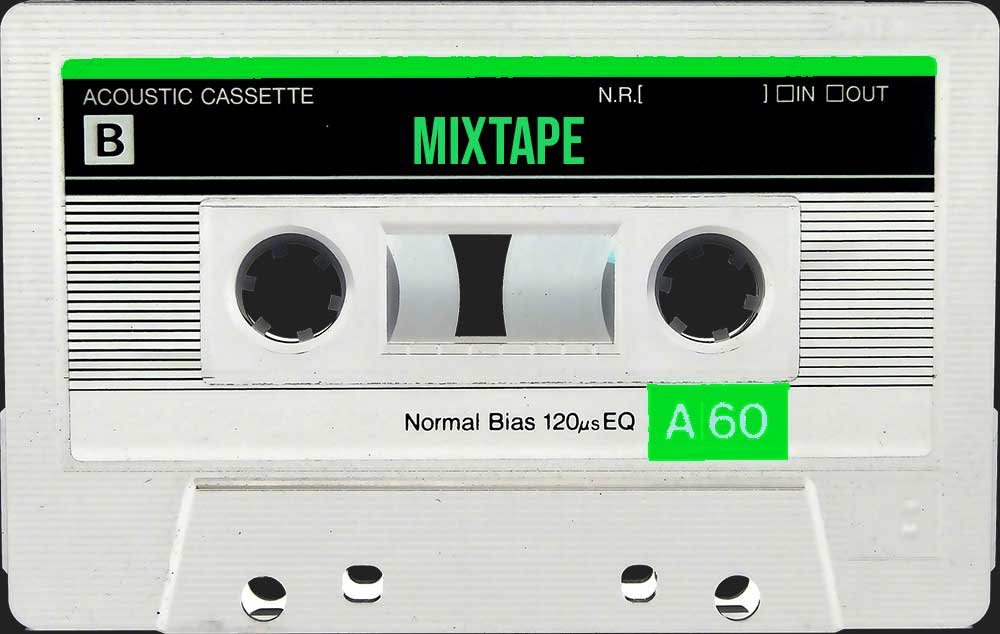 ACOUSTIC CASSETTE N.R.[ ] □IN □OUT
B
MIXTAPE
Normal Bias 120µs EQ A|60